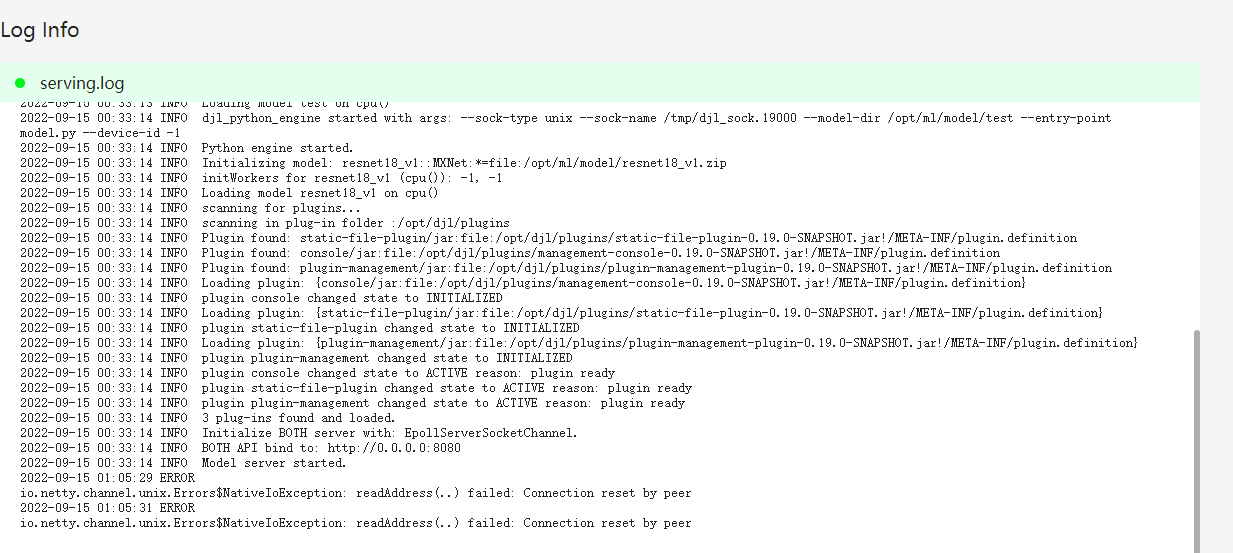 Log Info
serving.log
2022-09-15 00:33:13 INFO  Loading model test on cpu()
2022-09-15 00:33:14 INFO  djl_python_engine started with args: --sock-type unix --sock-name /tmp/djl_sock.19000 --model-dir /opt/ml/model/test --entry-point
model.py --device-id -1
2022-09-15 00:33:14 INFO  Python engine started.
2022-09-15 00:33:14 INFO  Initializing model: resnet18_v1::MXNet:*=file:/opt/ml/model/resnet18_v1.zip
2022-09-15 00:33:14 INFO  initWorkers for resnet18_v1 (cpu()): -1, -1
2022-09-15 00:33:14 INFO  Loading model resnet18_v1 on cpu()
2022-09-15 00:33:14 INFO  scanning for plugins...
2022-09-15 00:33:14 INFO  scanning in plug-in folder :/opt/djl/plugins
2022-09-15 00:33:14 INFO  Plugin found: static-file-plugin/jar:file:/opt/djl/plugins/static-file-plugin-0.19.0-SNAPSHOT.jar!/META-INF/plugin.definition
2022-09-15 00:33:14 INFO  Plugin found: console/jar:file:/opt/djl/plugins/management-console-0.19.0-SNAPSHOT.jar!/META-INF/plugin.definition
2022-09-15 00:33:14 INFO  Plugin found: plugin-management/jar:file:/opt/djl/plugins/plugin-management-plugin-0.19.0-SNAPSHOT.jar!/META-INF/plugin.definition
2022-09-15 00:33:14 INFO  Loading plugin: {console/jar:file:/opt/djl/plugins/management-console-0.19.0-SNAPSHOT.jar!/META-INF/plugin.definition}
2022-09-15 00:33:14 INFO  plugin console changed state to INITIALIZED
2022-09-15 00:33:14 INFO  Loading plugin: {static-file-plugin/jar:file:/opt/djl/plugins/static-file-plugin-0.19.0-SNAPSHOT.jar!/META-INF/plugin.definition}
2022-09-15 00:33:14 INFO  plugin static-file-plugin changed state to INITIALIZED
2022-09-15 00:33:14 INFO  Loading plugin: {plugin-management/jar:file:/opt/djl/plugins/plugin-management-plugin-0.19.0-SNAPSHOT.jar!/META-INF/plugin.definition}
2022-09-15 00:33:14 INFO  plugin plugin-management changed state to INITIALIZED
2022-09-15 00:33:14 INFO  plugin console changed state to ACTIVE reason: plugin ready
2022-09-15 00:33:14 INFO  plugin static-file-plugin changed state to ACTIVE reason: plugin ready
2022-09-15 00:33:14 INFO  plugin plugin-management changed state to ACTIVE reason: plugin ready
2022-09-15 00:33:14 INFO  3 plug-ins found and loaded.
2022-09-15 00:33:14 INFO  Initialize BOTH server with: EpollServerSocketChannel.
2022-09-15 00:33:14 INFO  BOTH API bind to: http://0.0.0.0:8080
2022-09-15 00:33:14 INFO  Model server started.
2022-09-15 01:05:29 ERROR
io.netty.channel.unix.Errors$NativeIoException: readAddress(..) failed: Connection reset by peer
2022-09-15 01:05:31 ERROR
io.netty.channel.unix.Errors$NativeIoException: readAddress(..) failed: Connection reset by peer